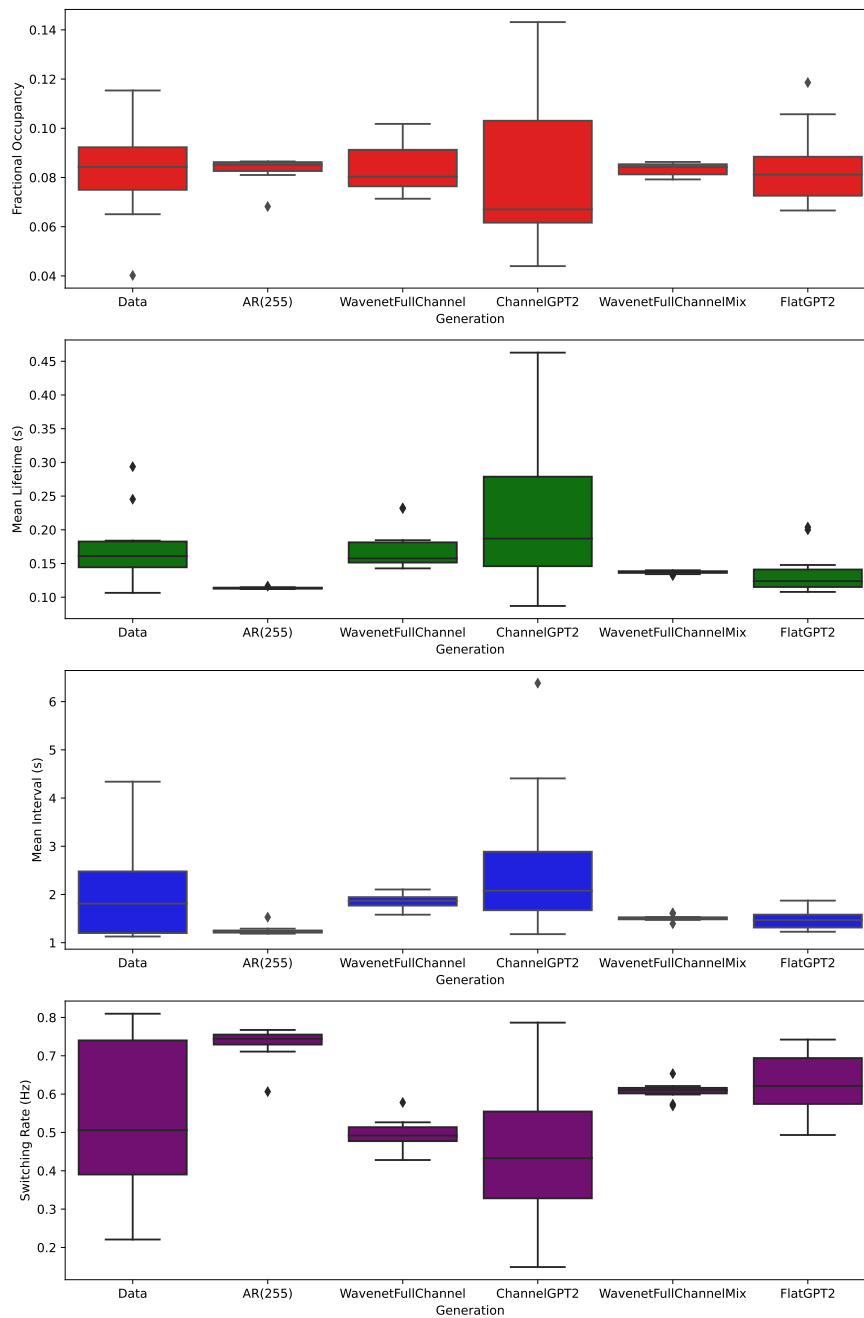 0.14
0.12
0.10
0.08
0.06
0.04
Fractional Occupancy
Data AR(255) WavenetFullChannel ChannelGPT2 WavenetFullChannelMix FlatGPT2
Generation
0.45
0.40
0.35
0.30
0.25
0.20
0.15
0.10
Mean Lifetime (s)
Data AR(255) WavenetFullChannel ChannelGPT2 WavenetFullChannelMix FlatGPT2
Generation
6
5
4
3
2
1
Mean Interval (s)
Data AR(255) WavenetFullChannel ChannelGPT2 WavenetFullChannelMix FlatGPT2
Generation
0.8
0.7
0.6
0.5
0.4
0.3
0.2
Switching Rate (Hz)
Data AR(255) WavenetFullChannel ChannelGPT2 WavenetFullChannelMix FlatGPT2
Generation